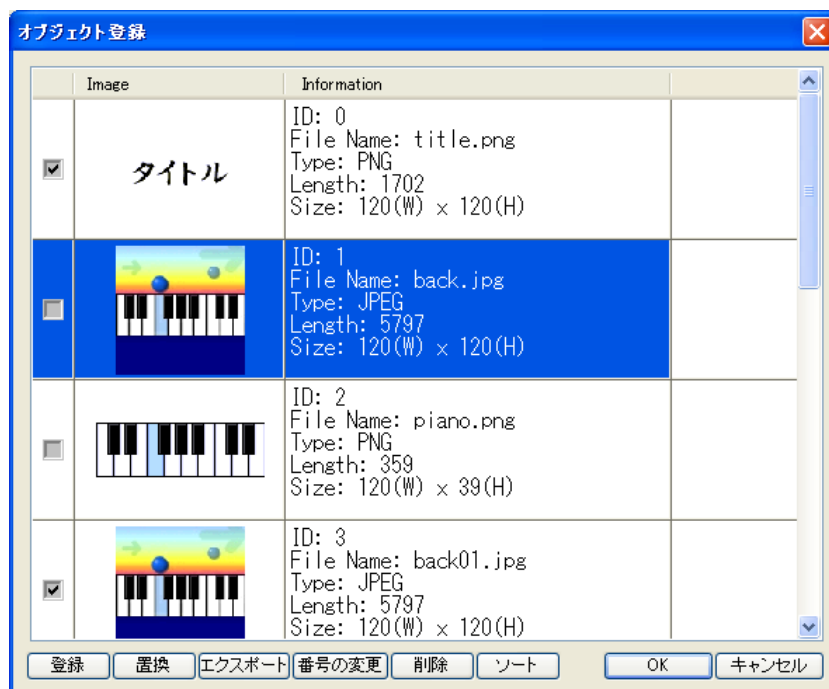 オブジェクト登録
Image Information
ID: 0
File Name: title.png
Type: PNG
Length: 1702
Size: 120(W) × 120(H)
タイトル
ID: 1
File Name: back.jpg
Type: JPEG
Length: 5797
Size: 120(W) × 120(H)
ID: 2
File Name: piano.png
Type: PNG
Length: 359
Size: 120(W) × 39(H)
ID: 3
File Name: back01.jpg
Type: JPEG
Length: 5797
Size: 120(W) × 120(H)
登録 置換 エクスポート 番号の変更 削除 ソート OK キャンセル